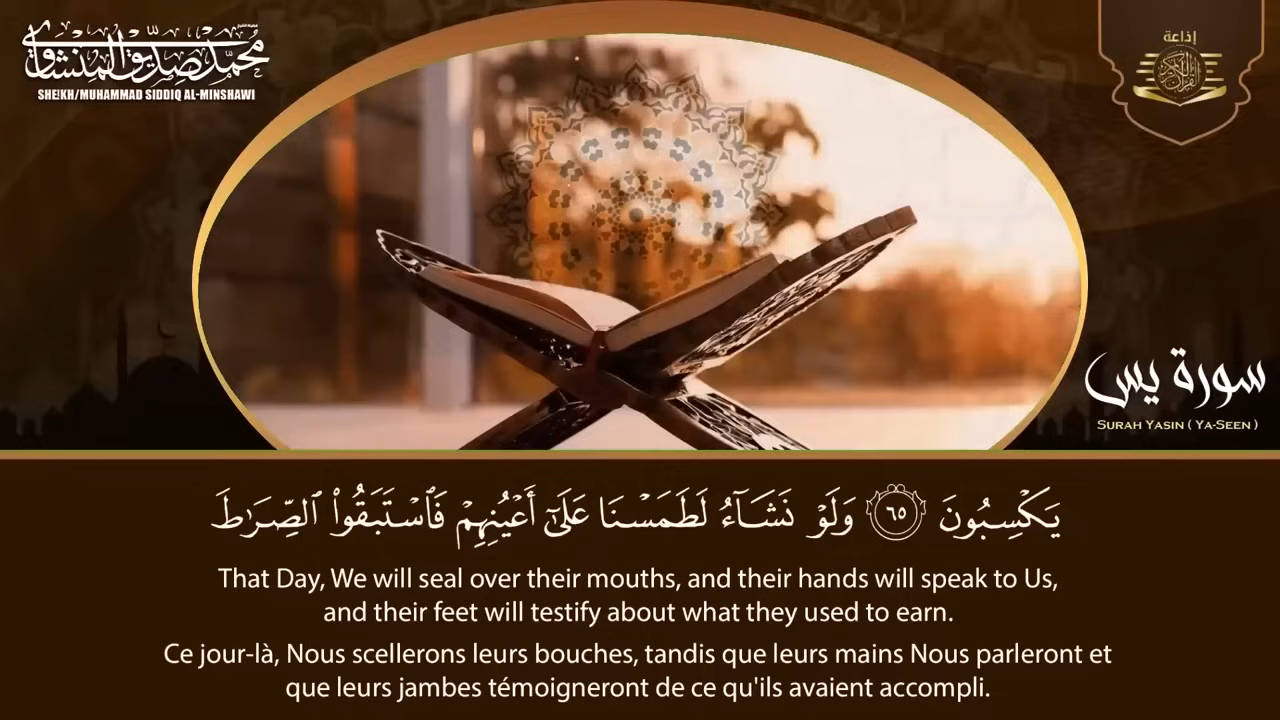 محمد صديق المنشاوي
SHEIKH/MUHAMMAD SIDDIQ AL-MINSHAWI
إذاعة
القرآن الكريم
سورة يس
SURAH YASIN ( YA-SEEN )
يَكْسِبُونَ ٦٥ وَلَوْ نَشَآءُ لَطَمَسْنَا عَلَىٰٓ أَعْيُنِهِمْ فَٱسْتَبَقُوا۟ ٱلصِّرَٰطَ
That Day, We will seal over their mouths, and their hands will speak to Us,
and their feet will testify about what they used to earn.
Ce jour-là, Nous scellerons leurs bouches, tandis que leurs mains Nous parleront et
que leurs jambes témoigneront de ce qu'ils avaient accompli.